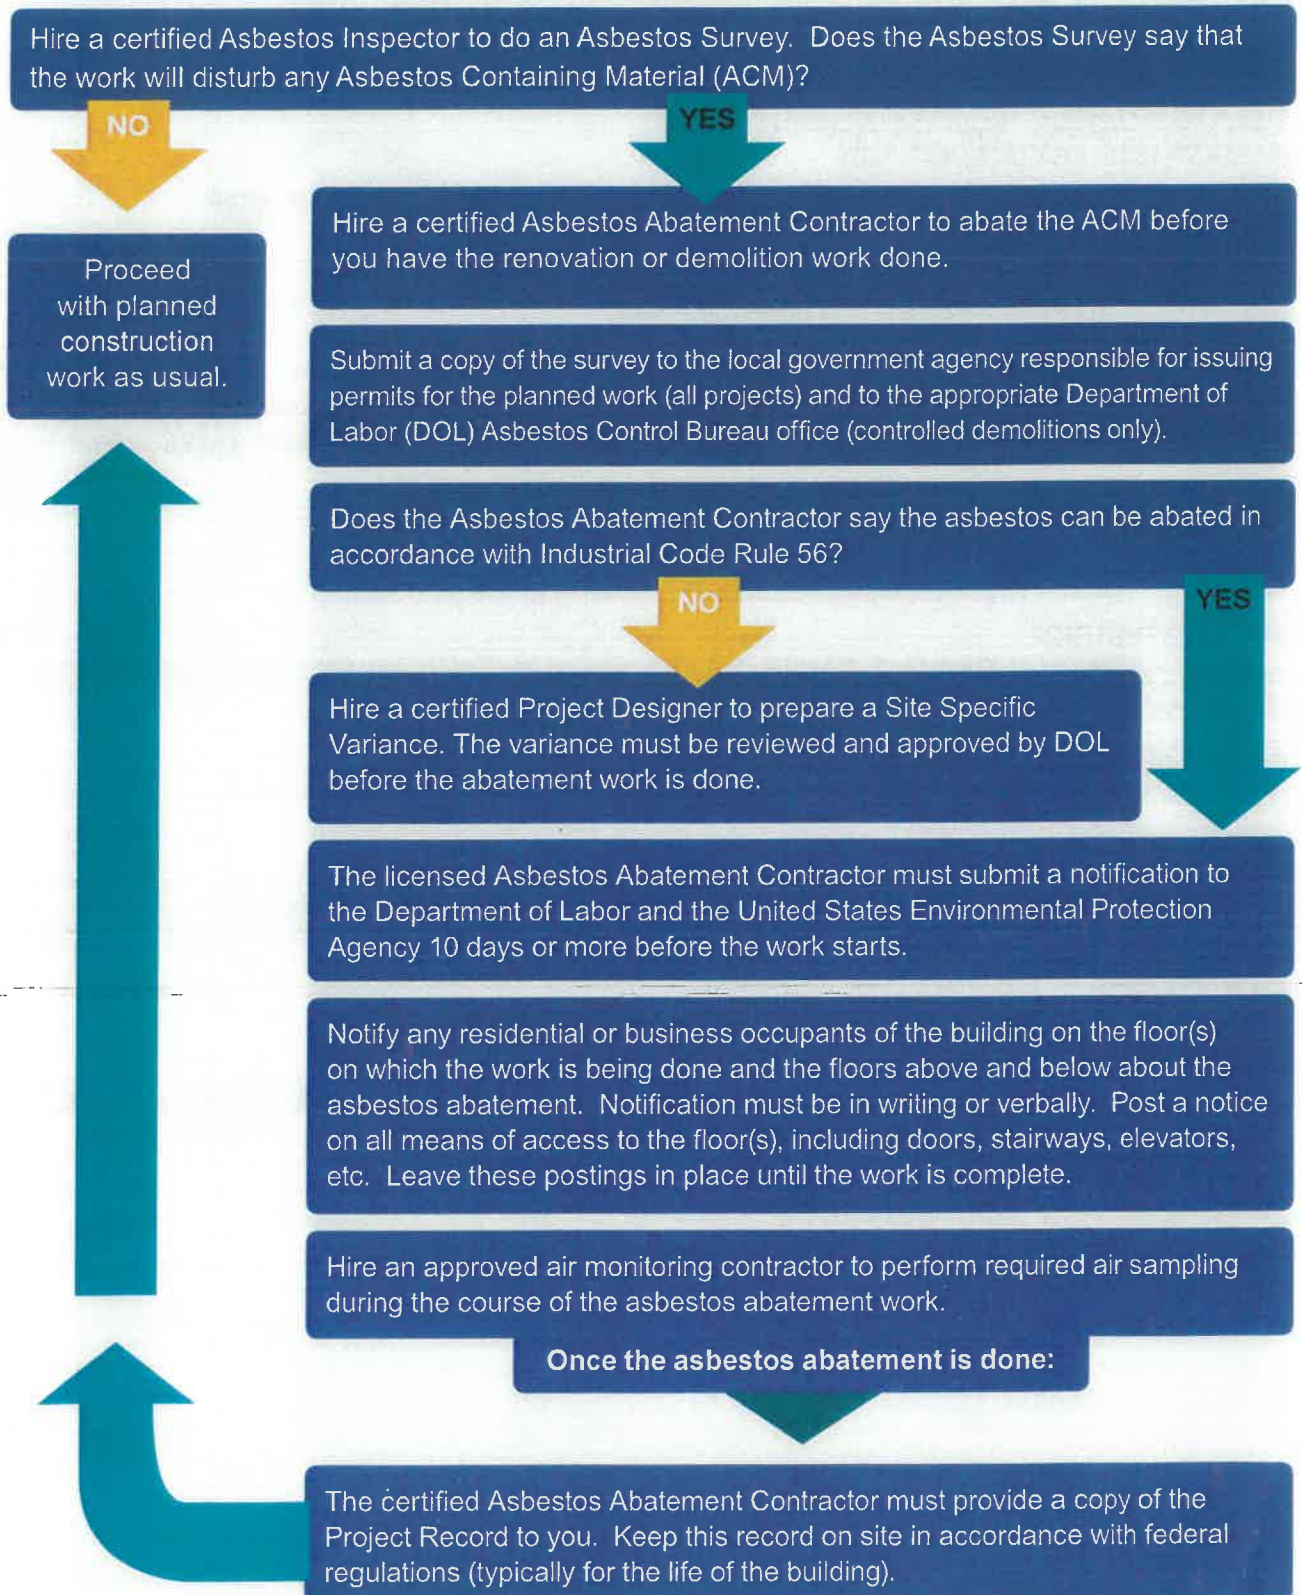 Hire a certified Asbestos Inspector to do an Asbestos Survey. Does the Asbestos Survey say that
the work will disturb any Asbestos Containing Material (ACM)?
NO
YES
Hire a certified Asbestos Abatement Contractor to abate the ACM before
you have the renovation or demolition work done.
Proceed
with planned
construction
work as usual.
Submit a copy of the survey to the local government agency responsible for issuing
permits for the planned work (all projects) and to the appropriate Department of
Labor (DOL) Asbestos Control Bureau office (controlled demolitions only).
Does the Asbestos Abatement Contractor say the asbestos can be abated in
accordance with Industrial Code Rule 56?
NO
YES
Hire a certified Project Designer to prepare a Site Specific
Variance. The variance must be reviewed and approved by DOL
before the abatement work is done.
The licensed Asbestos Abatement Contractor must submit a notification to
the Department of Labor and the United States Environmental Protection
Agency 10 days or more before the work starts.
Notify any residential or business occupants of the building on the floor(s)
on which the work is being done and the floors above and below about the
asbestos abatement. Notification must be in writing or verbally. Post a notice
on all means of access to the floor(s), including doors, stairways, elevators,
etc. Leave these postings in place until the work is complete.
Hire an approved air monitoring contractor to perform required air sampling
during the course of the asbestos abatement work.
Once the asbestos abatement is done:
The certified Asbestos Abatement Contractor must provide a copy of the
Project Record to you. Keep this record on site in accordance with federal
regulations (typically for the life of the building).